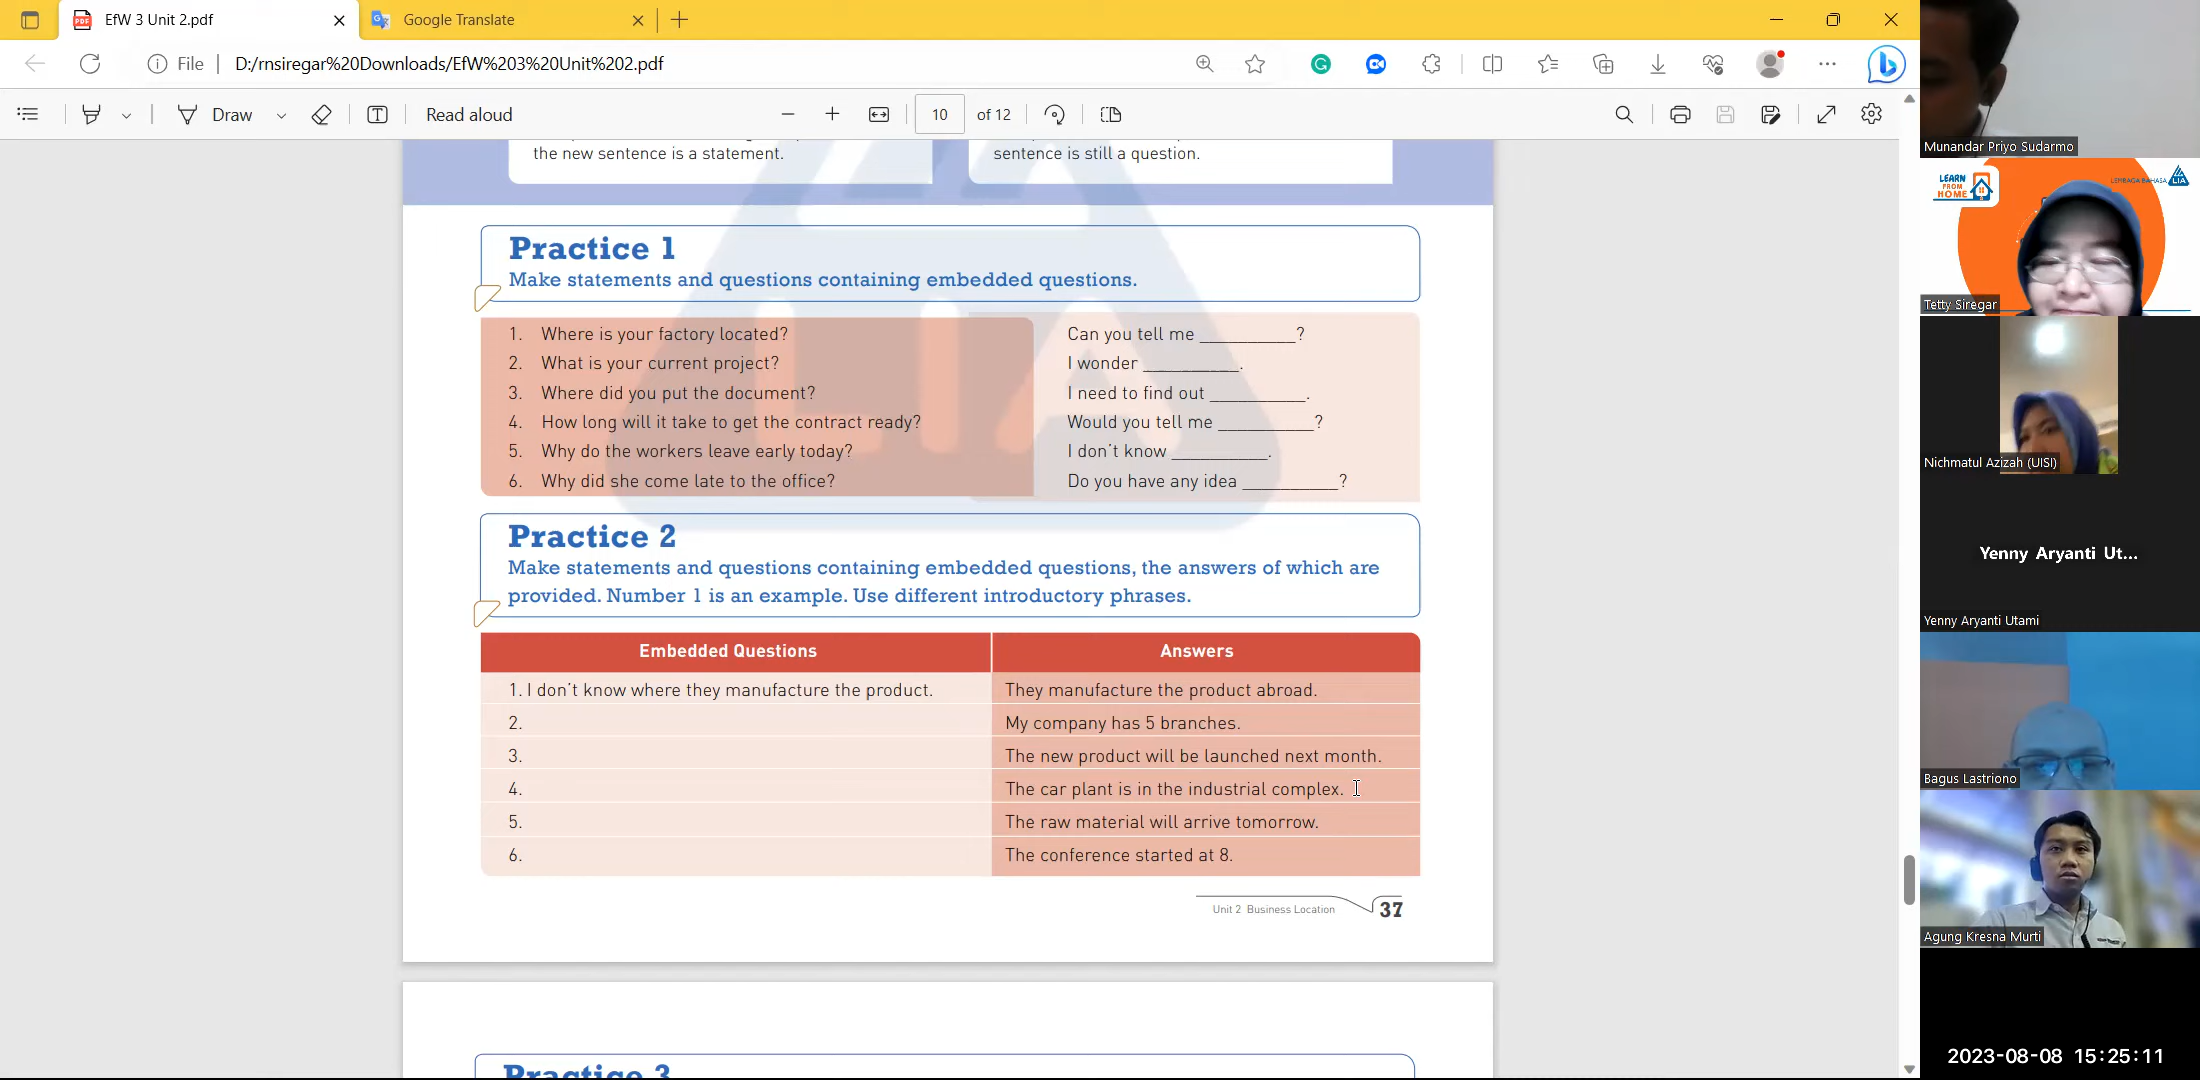 EfW 3 Unit 2.pdf
Google Translate
File
D:/rnsiregar%20Downloads/EfW%203%20Unit%202.pdf
Draw
Read aloud
10 of 12
the new sentence is a statement.
sentence is still a question.
Practice 1
Make statements and questions containing embedded questions.
1. Where is your factory located? Can you tell me __________?
2. What is your current project? I wonder __________.
3. Where did you put the document? I need to find out __________.
4. How long will it take to get the contract ready? Would you tell me __________?
5. Why do the workers leave early today? I don't know __________.
6. Why did she come late to the office? Do you have any idea __________?
Practice 2
Make statements and questions containing embedded questions, the answers of which are
provided. Number 1 is an example. Use different introductory phrases.
Embedded Questions Answers
1. I don't know where they manufacture the product. They manufacture the product abroad.
2. My company has 5 branches.
3. The new product will be launched next month.
4. The car plant is in the industrial complex.
5. The raw material will arrive tomorrow.
6. The conference started at 8.
Unit 2 Business Location 37
Practice 3
LIA
Munandar Priyo Sudarmo
LEARN
FROM
HOME
LEMBAGA BAHASA
LIA
Tetty Siregar
Nichmatul Azizah (UISI)
Yenny Aryanti Ut...
Yenny Aryanti Utami
Bagus Lastriono
Agung Kresna Murti
2023-08-08 15:25:11